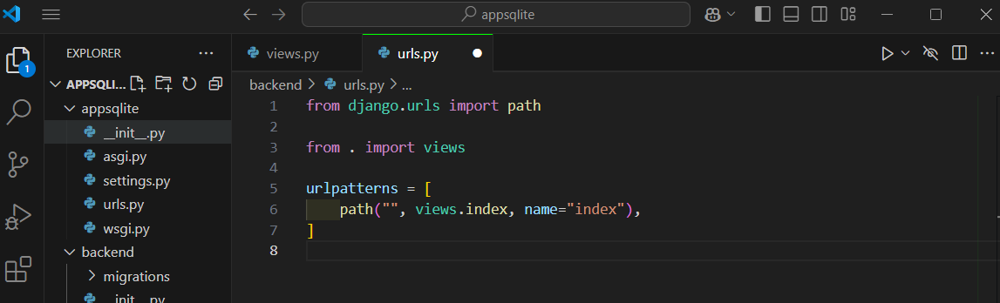 appsqlite
EXPLORER
views.py
urls.py
1
APPSQLI...
backend > urls.py > ...
appsqlite
__init__.py
asgi.py
settings.py
urls.py
wsgi.py
backend
migrations
__init__.py
1 from django.urls import path
2
3 from . import views
4
5 urlpatterns = [
6     path("", views.index, name="index"),
7 ]
8